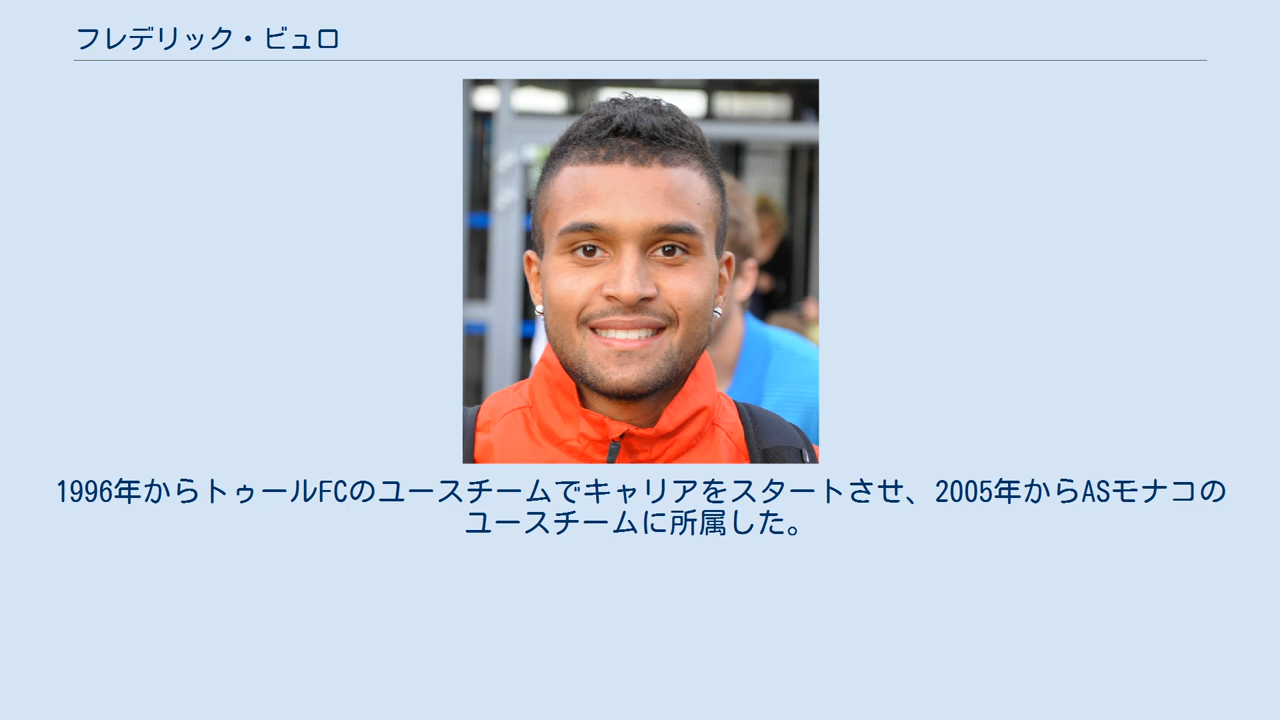 フレデリック・ビュロ
1996年からトゥールFCのユースチームでキャリアをスタートさせ、2005年からASモナコの
ユースチームに所属した。